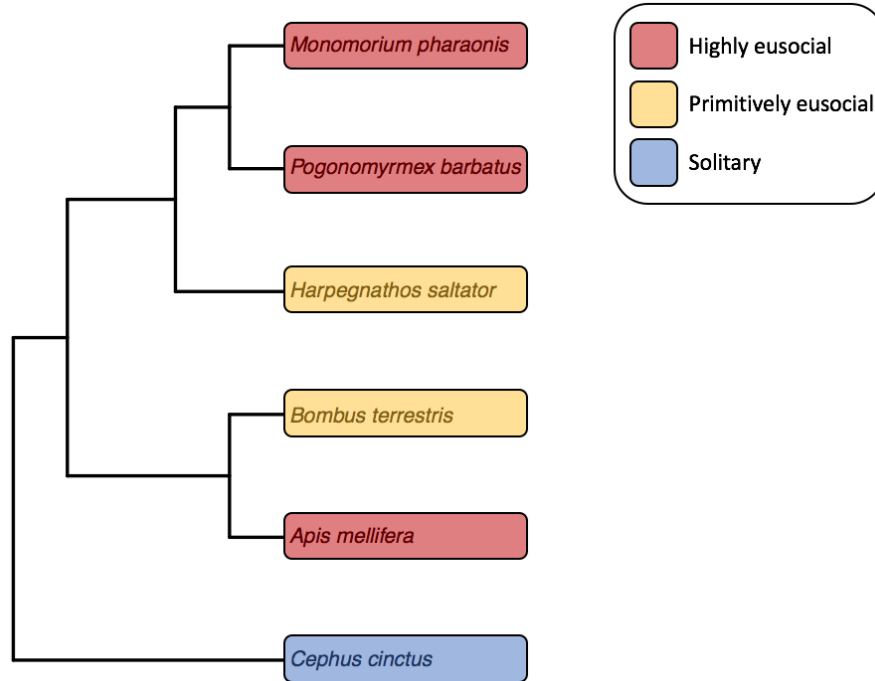 Monomorium pharaonis
Highly eusocial
Primitively eusocial
Pogonomyrmex barbatus
Solitary
Harpegnathos saltator
Bombus terrestris
Apis mellifera
Cephus cinctus